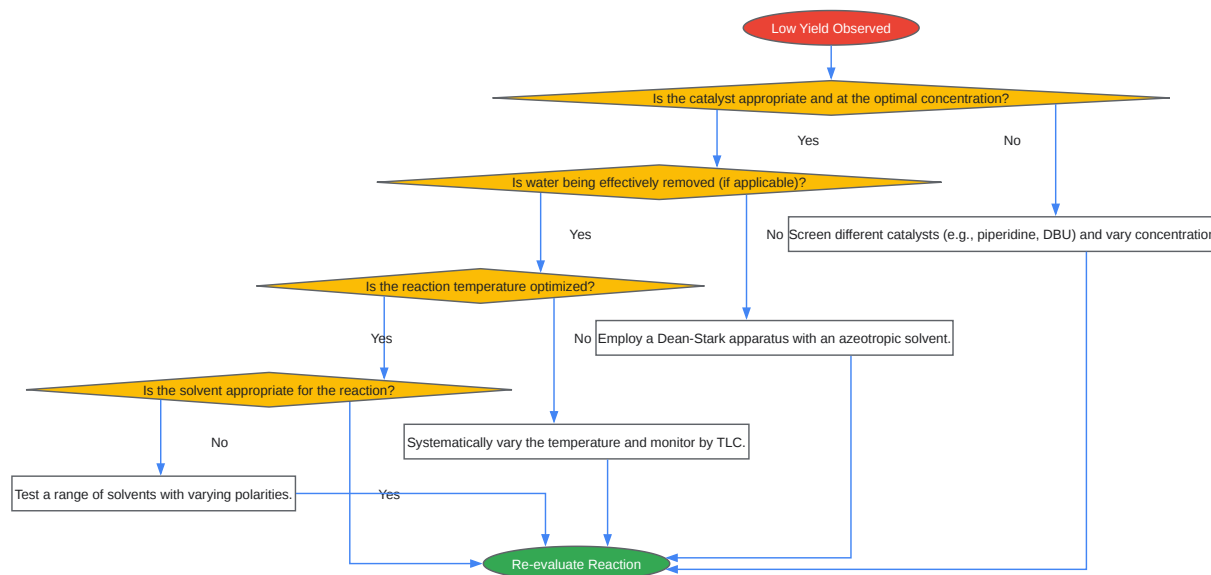 Low Yield Observed
Is the catalyst appropriate and at the optimal concentration?
Yes
No
Is water being effectively removed (if applicable)?
Yes
No
Screen different catalysts (e.g., piperidine, DBU) and vary concentration
Is the reaction temperature optimized?
Yes
No
Employ a Dean-Stark apparatus with an azeotropic solvent.
Is the solvent appropriate for the reaction?
No
Systematically vary the temperature and monitor by TLC.
Test a range of solvents with varying polarities.
Yes
Re-evaluate Reaction